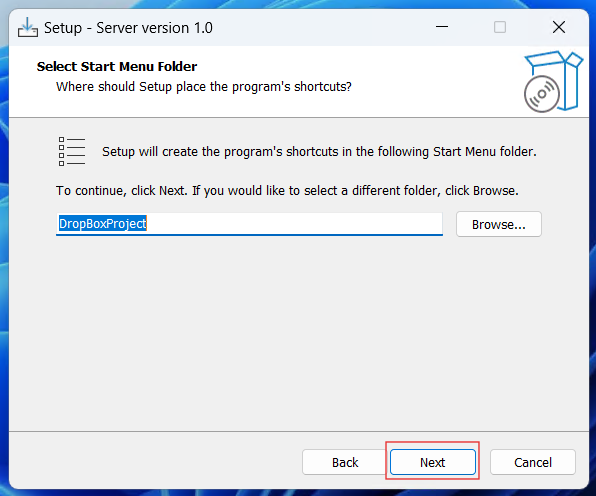 Setup - Server version 1.0
Select Start Menu Folder
Where should Setup place the program's shortcuts?
Setup will create the program's shortcuts in the following Start Menu folder.
To continue, click Next. If you would like to select a different folder, click Browse.
DropBoxProject
Browse...
Back
Next
Cancel